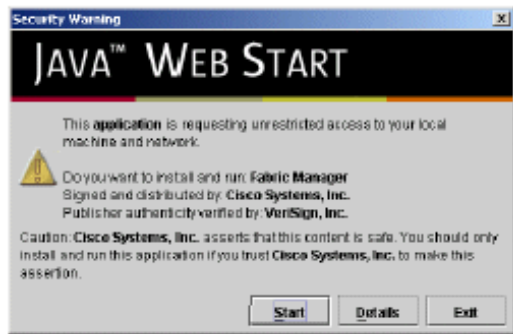 Security Warning
JAVA™ WEB START
This application is requesting unrestricted access to your local
machine and network.
Do you want to install and run: Fabric Manager
Signed and distributed by: Cisco Systems, Inc.
Publisher authenticity verified by: VeriSign, Inc.
Caution: Cisco Systems, Inc. asserts that this content is safe. You should only
install and run this application if you trust Cisco Systems, Inc. to make this
assertion.
Start Details Exit